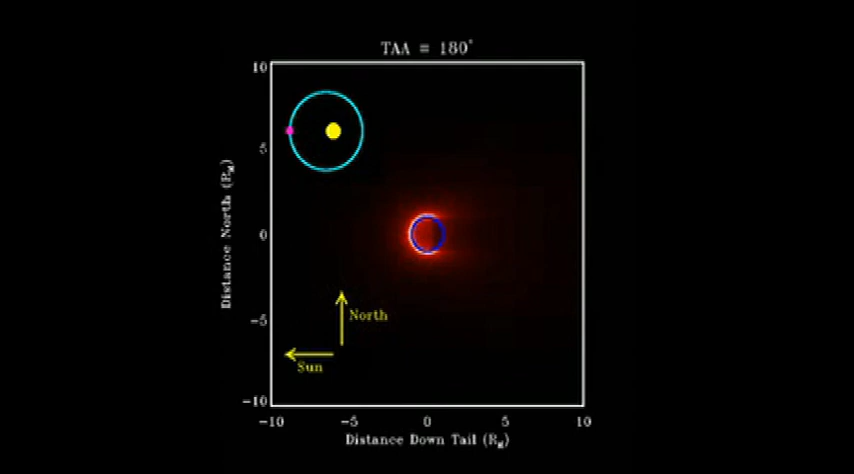 TAA = 180°
10
5
0
-5
-10
Distance North (R_M)
North
Sun
-10
-5
0
5
10
Distance Down Tail (R_M)